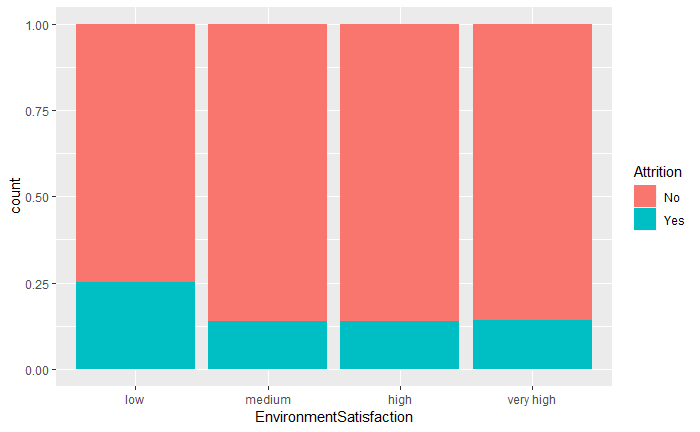 1.00
0.75
0.50
0.25
0.00
count
low
medium
high
very high
EnvironmentSatisfaction
Attrition
No
Yes